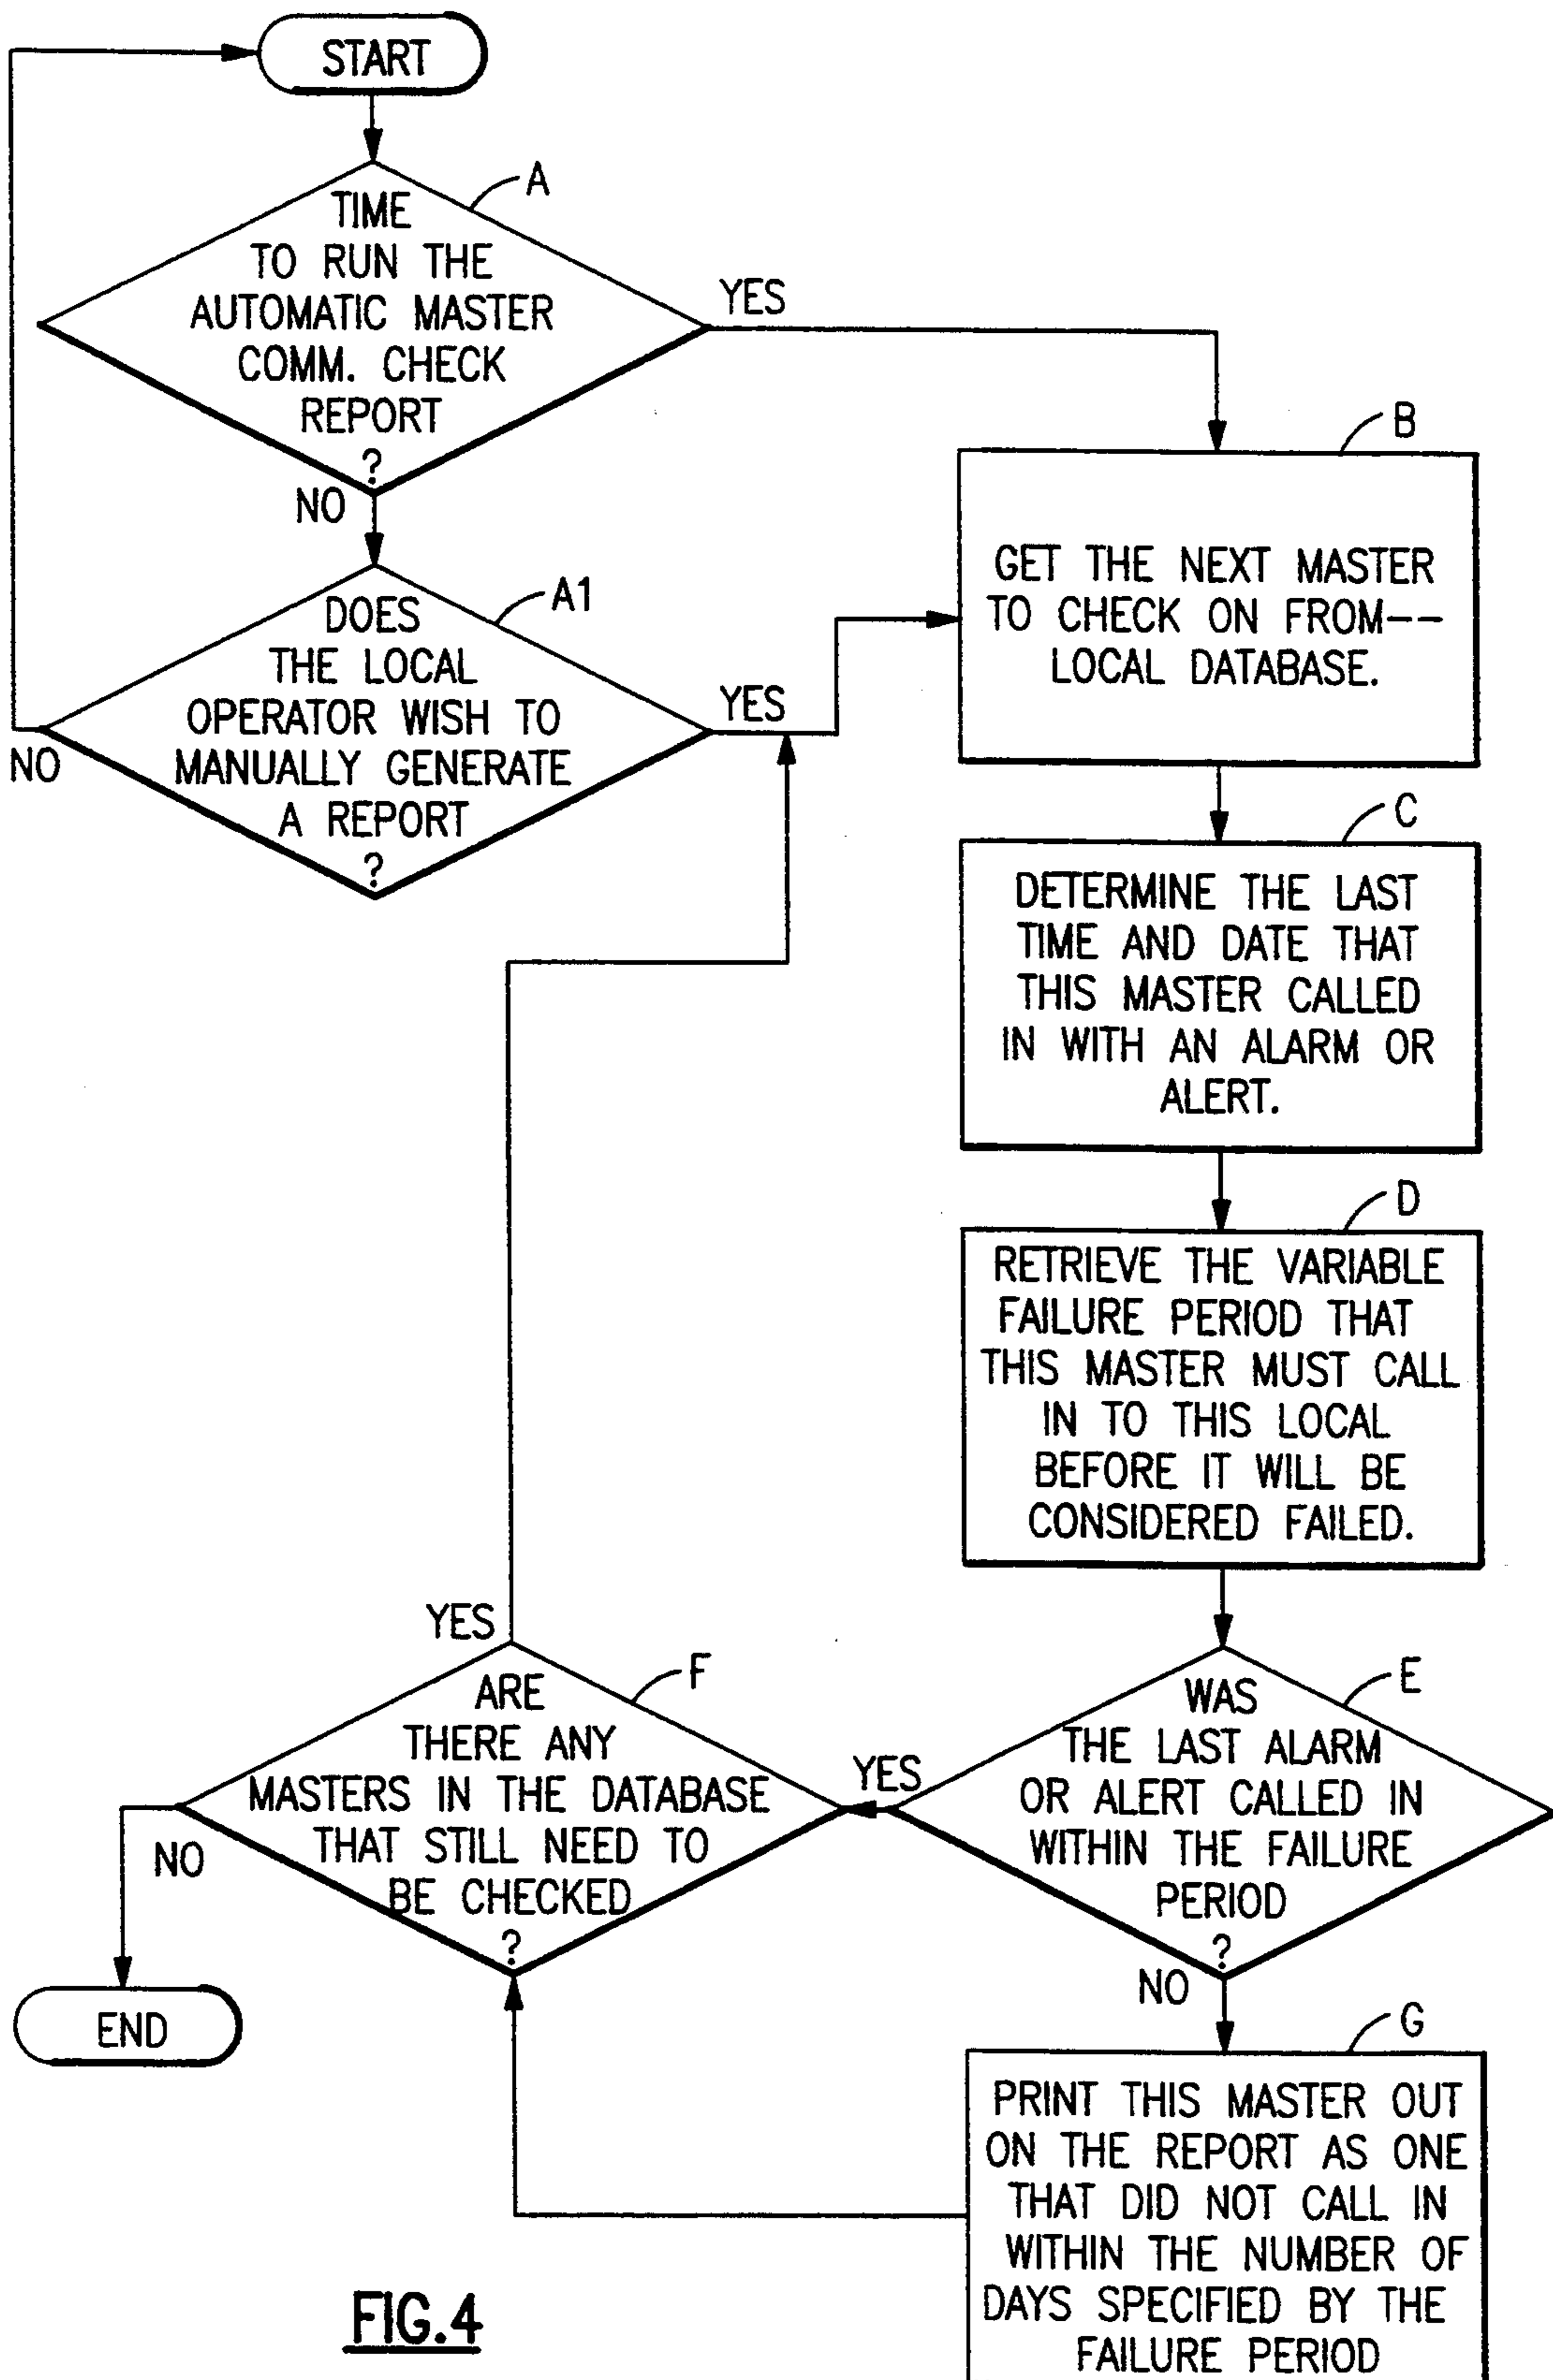 START
A
TIME
TO RUN THE
AUTOMATIC MASTER
COMM. CHECK
REPORT
?
YES
NO
A1
DOES
THE LOCAL
OPERATOR WISH TO
MANUALLY GENERATE
A REPORT
?
YES
NO
B
GET THE NEXT MASTER
TO CHECK ON FROM--
LOCAL DATABASE.
C
DETERMINE THE LAST
TIME AND DATE THAT
THIS MASTER CALLED
IN WITH AN ALARM OR
ALERT.
D
RETRIEVE THE VARIABLE
FAILURE PERIOD THAT
THIS MASTER MUST CALL
IN TO THIS LOCAL
BEFORE IT WILL BE
CONSIDERED FAILED.
E
WAS
THE LAST ALARM
OR ALERT CALLED IN
WITHIN THE FAILURE
PERIOD
?
YES
NO
F
YES
ARE
THERE ANY
MASTERS IN THE DATABASE
THAT STILL NEED TO
BE CHECKED
?
NO
END
G
PRINT THIS MASTER OUT
ON THE REPORT AS ONE
THAT DID NOT CALL IN
WITHIN THE NUMBER OF
DAYS SPECIFIED BY THE
FAILURE PERIOD
FIG.4